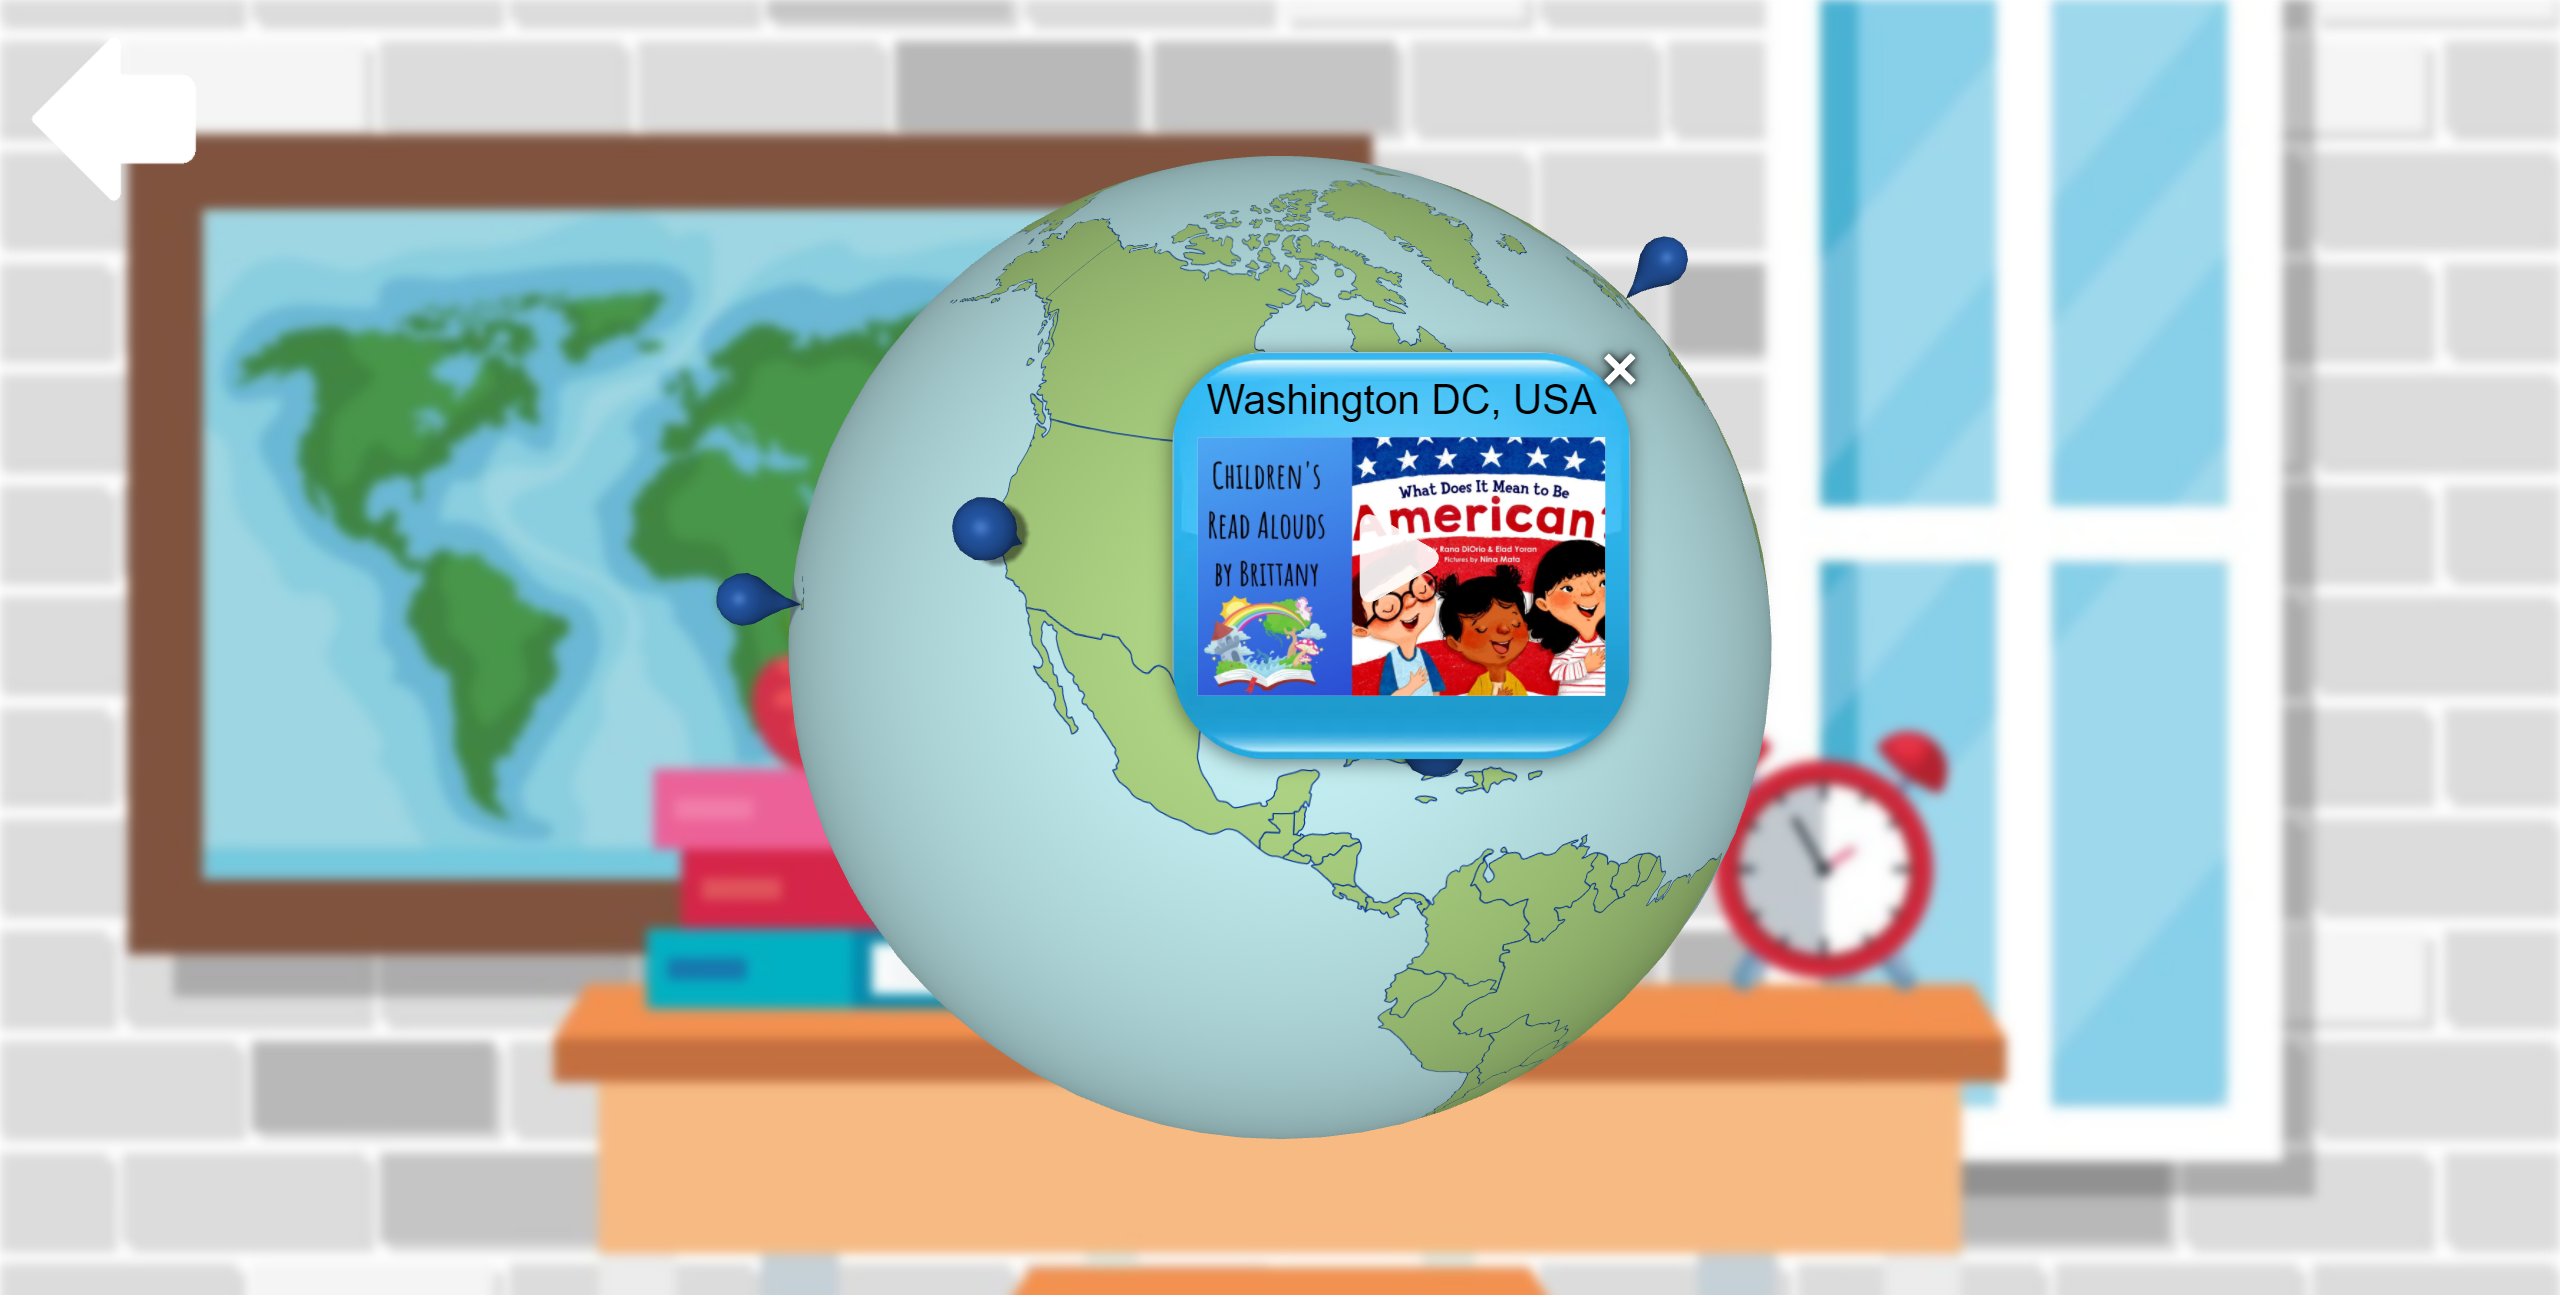 Washington DC, USA
CHILDREN'S
READ ALOUDS
BY BRITTANY
What Does It Mean to Be
American?
by Rana DiOrio & Elad Yoran
Pictures by Nina Mata